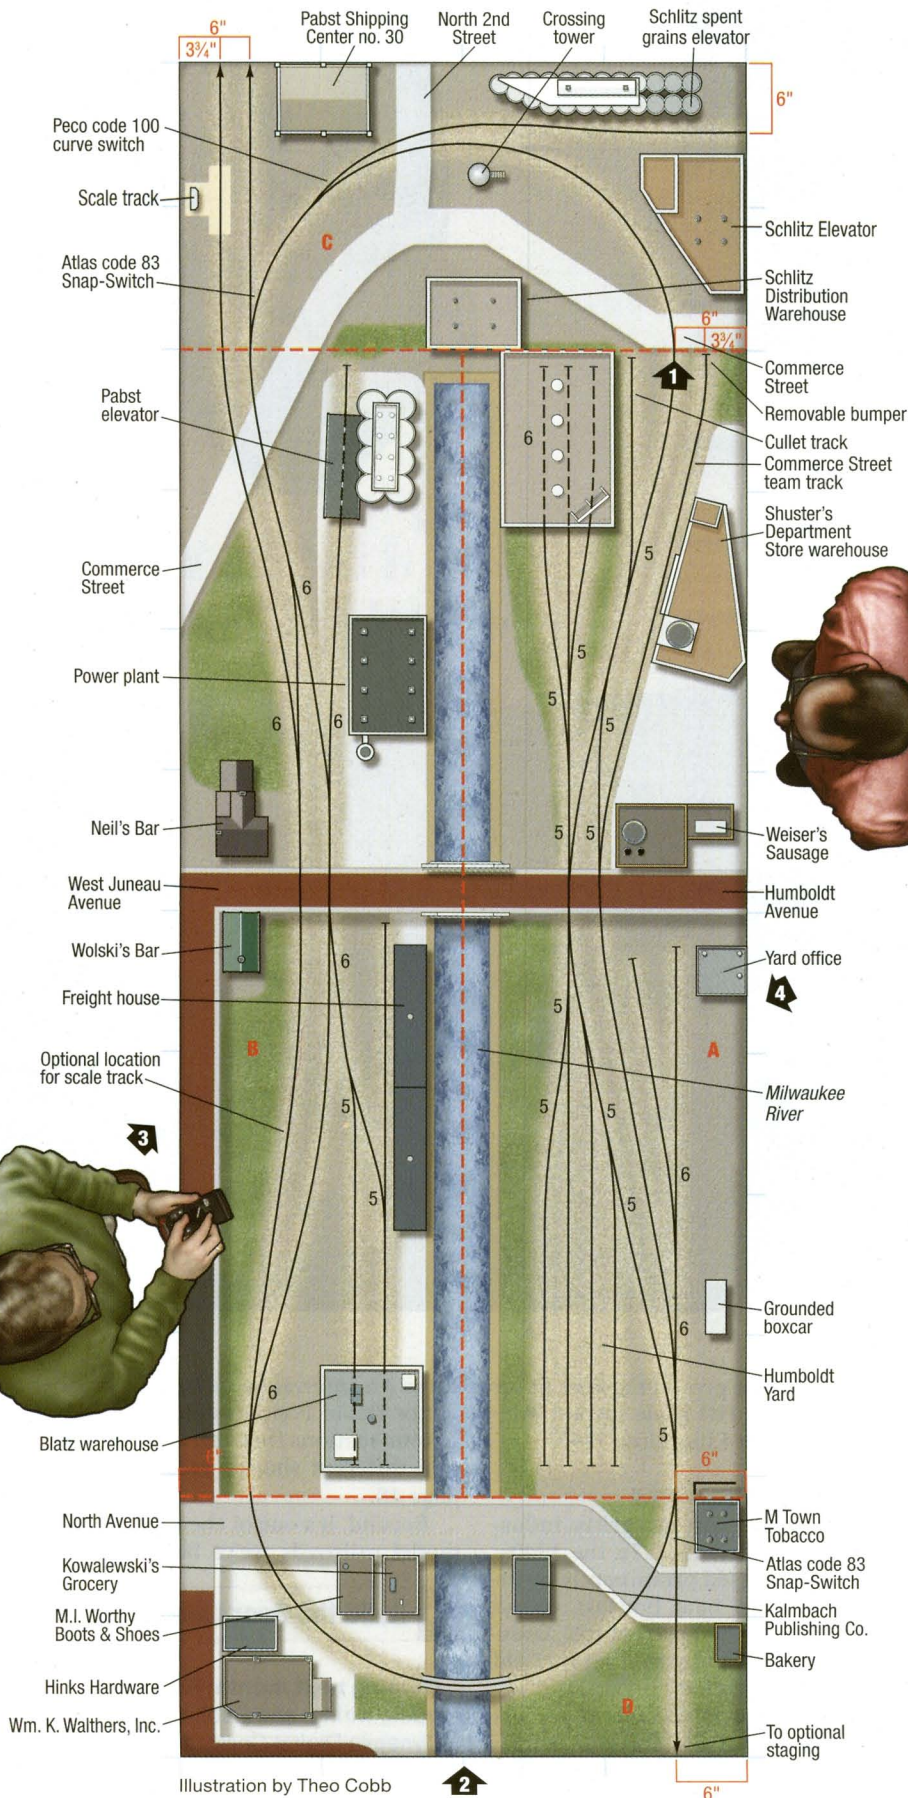 6"
3¾"
Pabst Shipping
Center no. 30
North 2nd
Street
Crossing
tower
Schlitz spent
grains elevator
6"
Peco code 100
curve switch
Scale track
Atlas code 83
Snap-Switch
C
Schlitz Elevator
Schlitz
Distribution
Warehouse
6"
3¾"
1
Commerce
Street
Removable bumper
Cullet track
Commerce Street
team track
Shuster's
Department
Store warehouse
Pabst
elevator
6
5
Commerce
Street
6
Power plant
5
5
6
6
5
Neil's Bar
5
5
Weiser's
Sausage
West Juneau
Avenue
Humboldt
Avenue
Wolski's Bar
6
Yard office
Freight house
4
5
Optional location
for scale track
B
A
Milwaukee
River
3
5
5
5
5
5
6
Grounded
boxcar
6
Humboldt
Yard
6
5
Blatz warehouse
6"
6"
North Avenue
M Town
Tobacco
Kowalewski's
Grocery
Atlas code 83
Snap-Switch
M.I. Worthy
Boots & Shoes
Kalmbach
Publishing Co.
Bakery
Hinks Hardware
D
Wm. K. Walthers, Inc.
To optional
staging
Illustration by Theo Cobb
2
6"